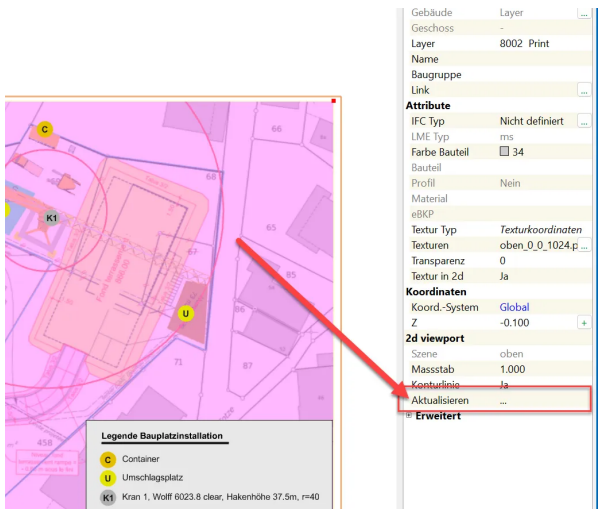 Gebäude Layer ...
Geschoss -
Layer 8002 Print
Name
Baugruppe
Link ...
Attribute
IFC Typ Nicht definiert ...
LME Typ ms
Farbe Bauteil 34
Bauteil
Profil Nein
Material
eBKP
Textur Typ Texturkoordinaten
Texturen oben_0_0_1024.p ...
Transparenz 0
Textur in 2d Ja
Koordinaten
Koord.-System Global
Z -0.100 +
2d viewport
Szene oben
Massstab 1.000
Konturlinie Ja
Aktualisieren ...
Erweitert
C
66
68
K1
65
67
85
U
86
71
87
458
Legende Bauplatzinstallation
C Container
U Umschlagsplatz
K1 Kran 1, Wolff 6023.8 clear, Hakenhöhe 37.5m, r=40